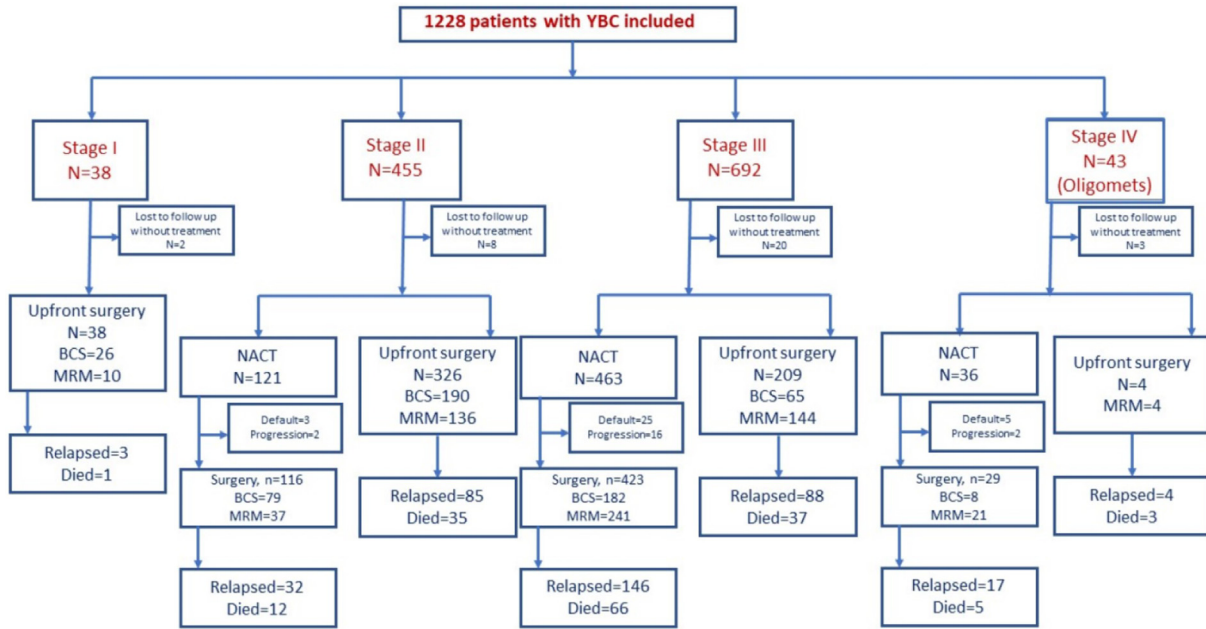 1228 patients with YBC included
Stage I
N=38
Stage II
N=455
Stage III
N=692
Stage IV
N=43
(Oligomets)
Lost to follow up
without treatment
N=2
Lost to follow up
without treatment
N=8
Lost to follow up
without treatment
N=20
Lost to follow up
without treatment
N=3
Upfront surgery
N=38
BCS=26
MRM=10
NACT
N=121
Upfront surgery
N=326
BCS=190
MRM=136
NACT
N=463
Upfront surgery
N=209
BCS=65
MRM=144
NACT
N=36
Upfront surgery
N=4
MRM=4
Default=3
Progression=2
Default=25
Progression=16
Default=5
Progression=2
Relapsed=3
Died=1
Surgery, n=116
BCS=79
MRM=37
Relapsed=85
Died=35
Surgery, n=423
BCS=182
MRM=241
Relapsed=88
Died=37
Surgery, n=29
BCS=8
MRM=21
Relapsed=4
Died=3
Relapsed=32
Died=12
Relapsed=146
Died=66
Relapsed=17
Died=5